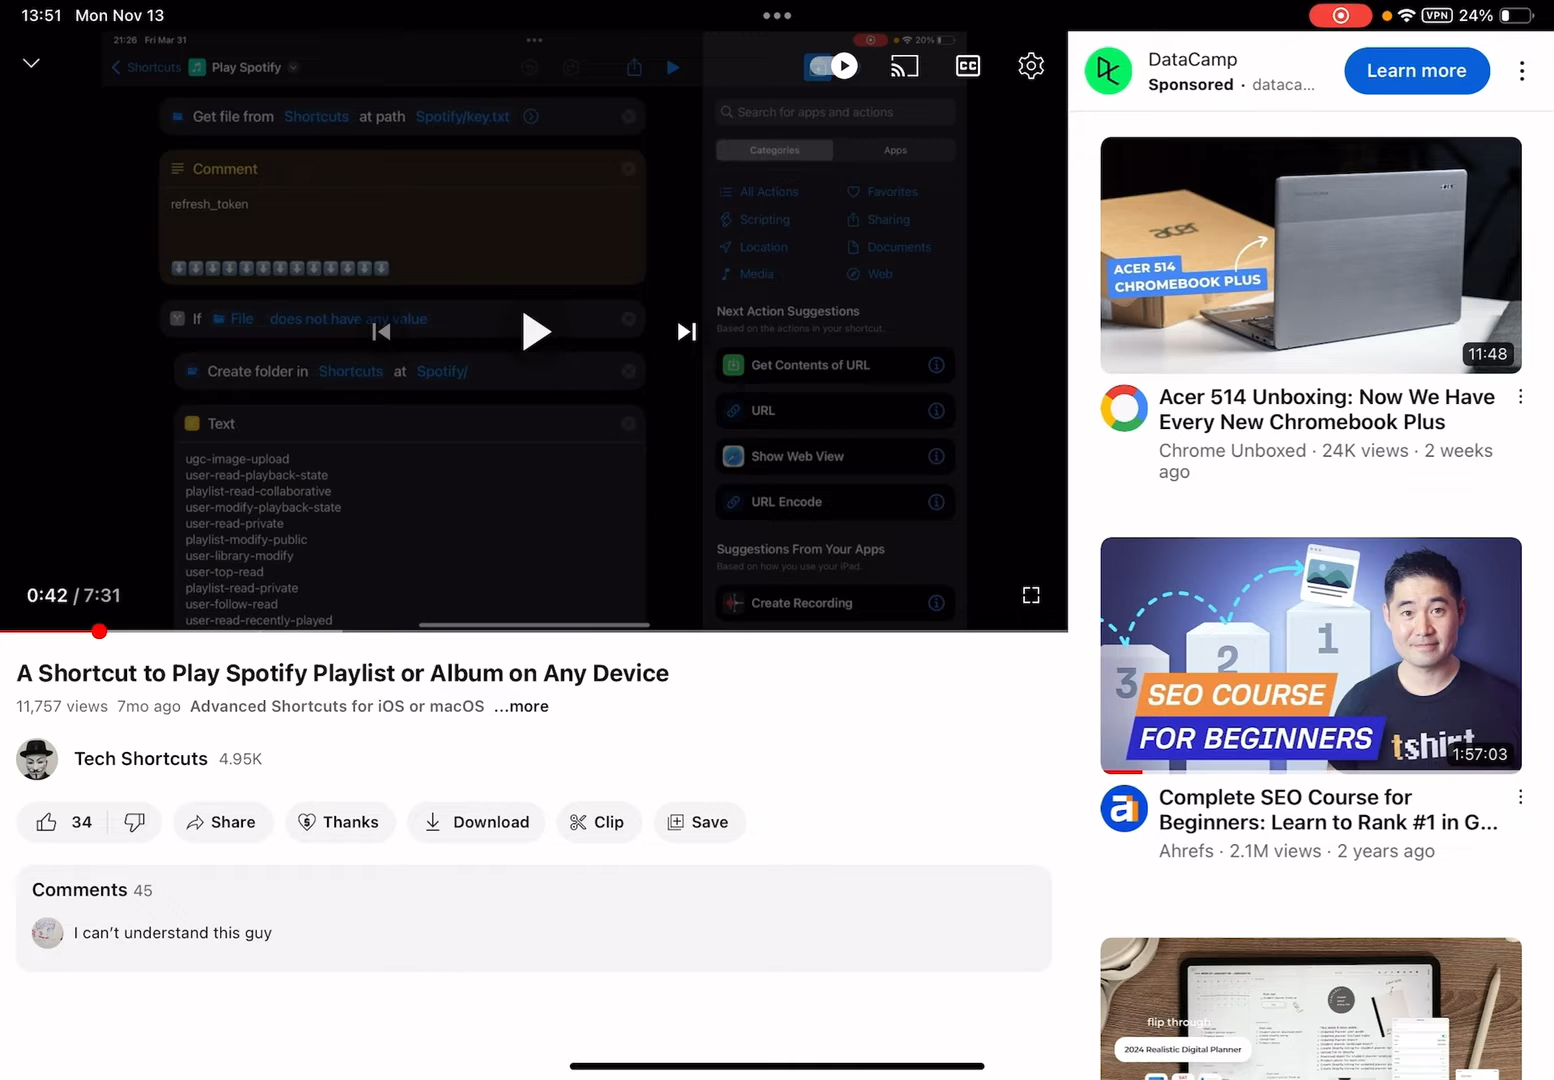 13:51 Mon Nov 13
VPN 24%
21:26 Fri Mar 31
20%
Shortcuts Play Spotify
CC
Get file from Shortcuts at path Spotify/key.txt
Comment
refresh_token
If File does not have any value
Create folder in Shortcuts at Spotify/
Text
ugc-image-upload
user-read-playback-state
playlist-read-collaborative
user-modify-playback-state
user-read-private
playlist-modify-public
user-library-modify
user-top-read
playlist-read-private
user-follow-read
user-read-recently-played
Search for apps and actions
Categories Apps
All Actions Favorites
Scripting Sharing
Location Documents
Media Web
Next Action Suggestions
Based on the actions in your shortcut.
Get Contents of URL
URL
Show Web View
URL Encode
Suggestions From Your Apps
Based on how you use your iPad.
Create Recording
0:42 / 7:31
A Shortcut to Play Spotify Playlist or Album on Any Device
11,757 views 7mo ago Advanced Shortcuts for iOS or macOS ...more
Tech Shortcuts 4.95K
34 Share Thanks Download Clip Save
Comments 45
I can't understand this guy
DataCamp
Sponsored · dataca...
Learn more
acer
acer
ACER 514
CHROMEBOOK PLUS
11:48
Acer 514 Unboxing: Now We Have
Every New Chromebook Plus
Chrome Unboxed · 24K views · 2 weeks
ago
3 2 1
SEO COURSE
FOR BEGINNERS
tshirt
1:57:03
Complete SEO Course for
Beginners: Learn to Rank #1 in G...
Ahrefs · 2.1M views · 2 years ago
flip through
2024 Realistic Digital Planner